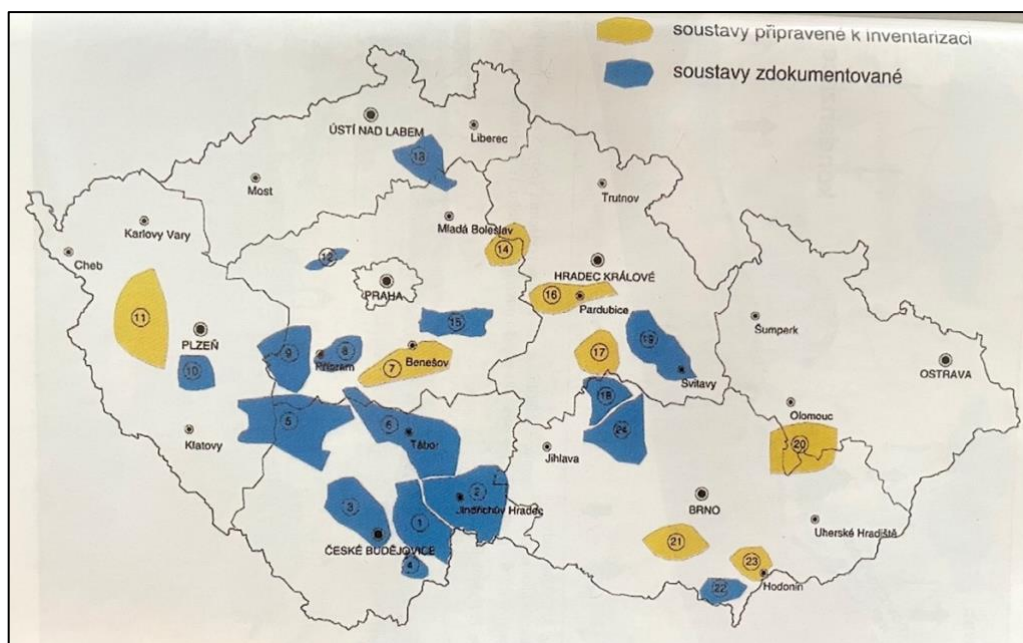 soustavy připravené k inventarizaci
soustavy zdokumentované
ÚSTÍ NAD LABEM
Liberec
13
Most
Trutnov
Karlovy Vary
Mladá Boleslav
Cheb
12
14
HRADEC KRÁLOVÉ
PRAHA
16
Pardubice
11
15
19
Šumperk
PLZEŇ
9
8
Příbram
Benešov
17
OSTRAVA
10
7
Svitavy
18
Olomouc
5
6
Klatovy
Tábor
24
20
Jihlava
3
2
BRNO
Jindřichův Hradec
1
Uherské Hradiště
ČESKÉ BUDĚJOVICE
21
4
23
Hodonín
22